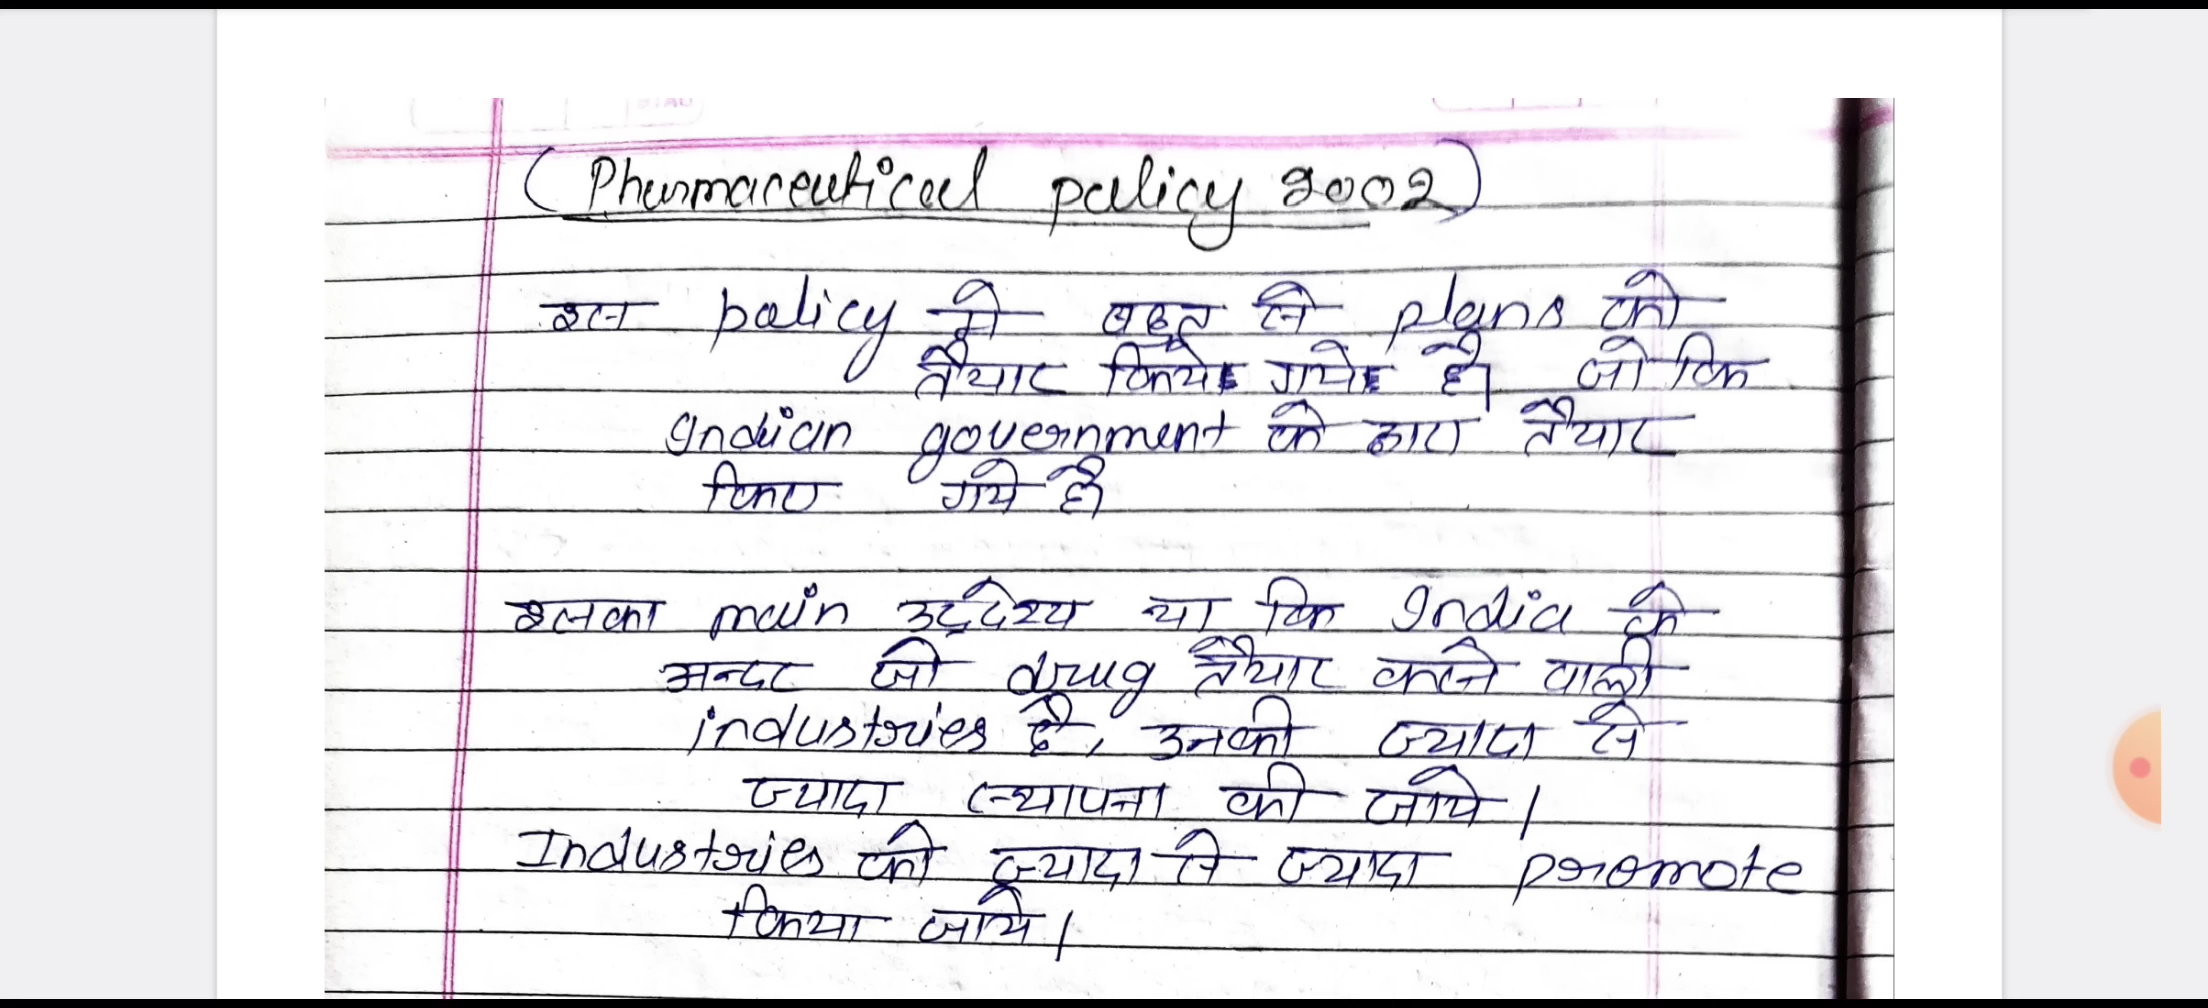 (Pharmaceutical policy 2002)
इस policy मे बहुत से plans को
तैयार किये गये है। जो कि
Indian government के द्वारा तैयार
किए गये है
इसका main उद्देश्य था कि India के
अन्दर जो drug तैयार करने वाली
industries है, उनकी ज्यादा से
ज्यादा स्थापना की जाये।
Industries को ज्यादा से ज्यादा promote
किया जाये।